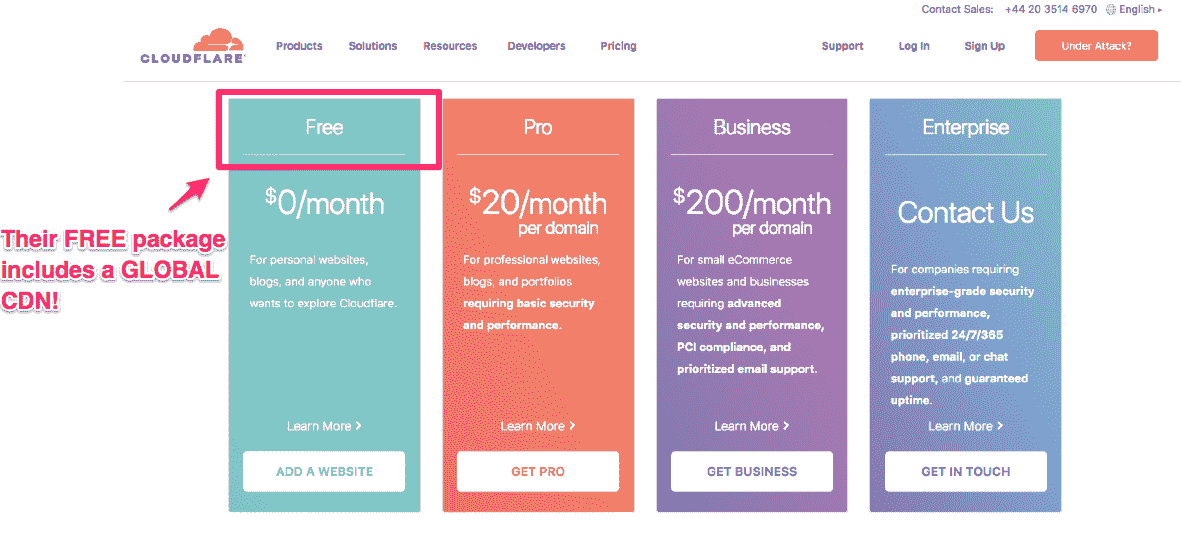 Contact Sales: +44 20 3514 6970 English
CLOUDFLARE
Products Solutions Resources Developers Pricing Support Log In Sign Up Under Attack?
Free
$0/month
For personal websites,
blogs, and anyone who
wants to explore Cloudflare.
Learn More
ADD A WEBSITE
Pro
$20/month
per domain
For professional websites,
blogs, and portfolios
requiring basic security
and performance.
Learn More
GET PRO
Business
$200/month
per domain
For small eCommerce
websites and businesses
requiring advanced
security and performance,
PCI compliance, and
prioritized email support.
Learn More
GET BUSINESS
Enterprise
Contact Us
For companies requiring
enterprise-grade security
and performance,
prioritized 24/7/365
phone, email, or chat
support, and guaranteed
uptime.
Learn More
GET IN TOUCH
Their FREE package
includes a GLOBAL
CDN!